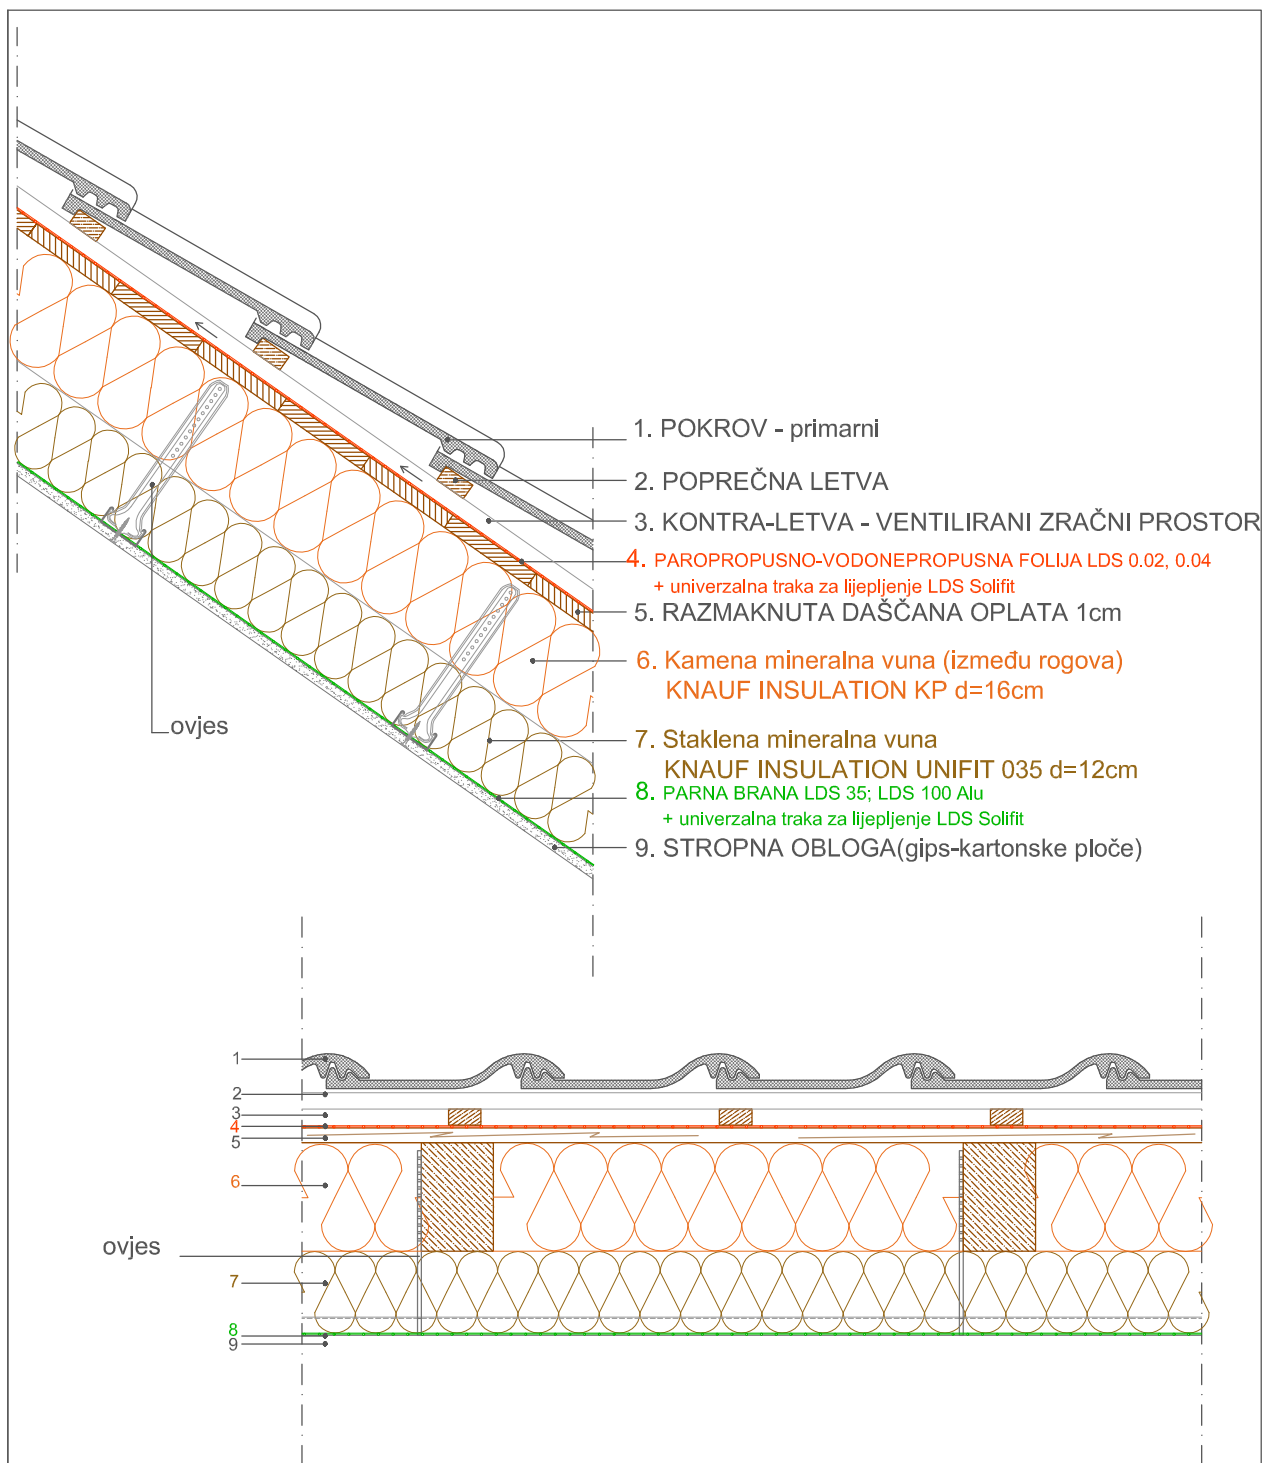 1. POKROV - primarni
2. POPREČNA LETVA
3. KONTRA-LETVA - VENTILIRANI ZRAČNI PROSTOR
4. PAROPROPUSNO-VODONEPROPUSNA FOLIJA LDS 0.02, 0.04
+ univerzalna traka za lijepljenje LDS Solifit
5. RAZMAKNUTA DAŠČANA OPLATA 1cm
6. Kamena mineralna vuna (između rogova)
KNAUF INSULATION KP d=16cm
ovjes
7. Staklena mineralna vuna
KNAUF INSULATION UNIFIT 035 d=12cm
8. PARNA BRANA LDS 35; LDS 100 Alu
+ univerzalna traka za lijepljenje LDS Solifit
9. STROPNA OBLOGA(gips-kartonske ploče)
1
2
3
4
5
6
ovjes
7
8
9